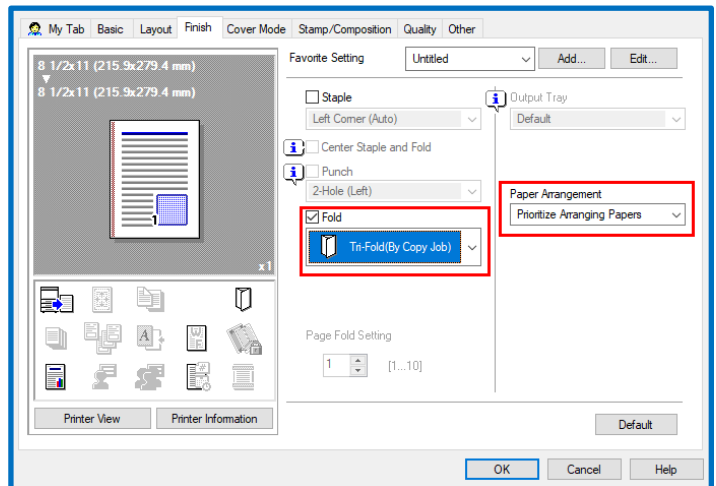 My Tab Basic Layout Finish Cover Mode Stamp/Composition Quality Other
8 1/2x11 (215.9x279.4 mm)
8 1/2x11 (215.9x279.4 mm)
1
x1
Printer View Printer Information
Favorite Setting Untitled Add... Edit...
Staple
Left Corner (Auto)
Center Staple and Fold
Punch
2-Hole (Left)
Fold
Tri-Fold(By Copy Job)
Page Fold Setting
1 [1...10]
Output Tray
Default
Paper Arrangement
Prioritize Arranging Papers
Default
OK Cancel Help